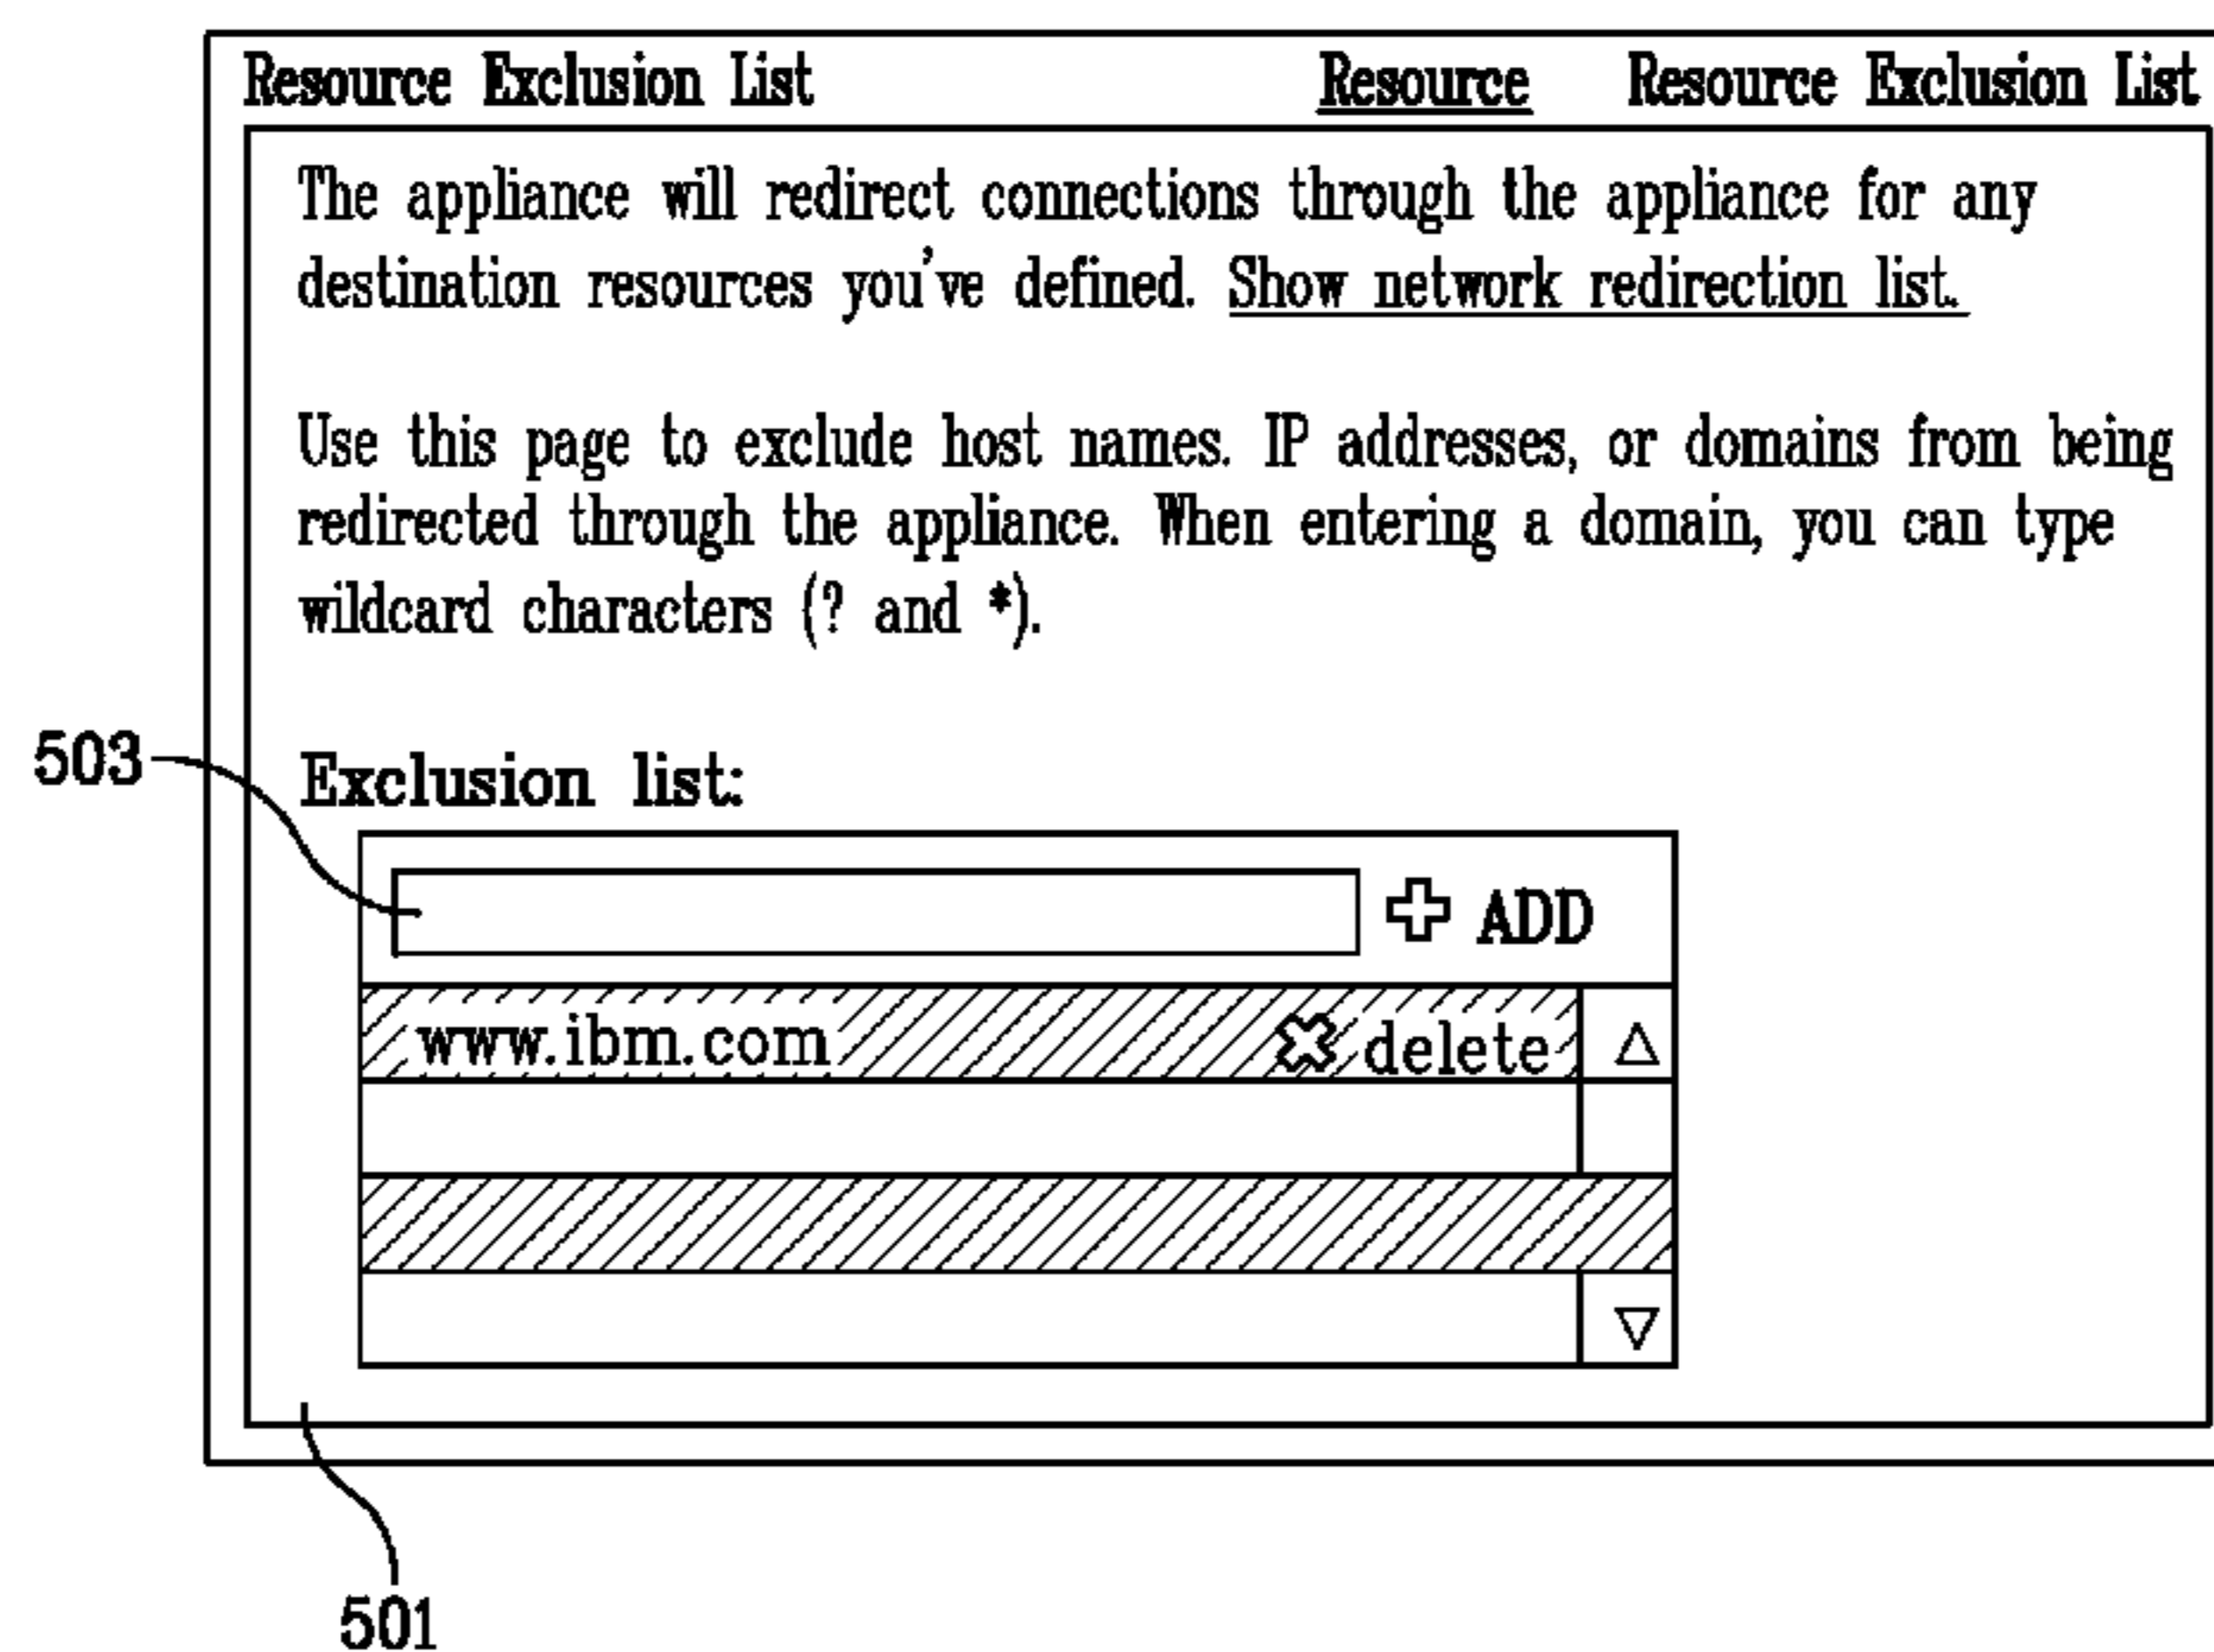 Resource Exclusion List Resource Resource Exclusion List
The appliance will redirect connections through the appliance for any
destination resources you've defined. Show network redirection list.
Use this page to exclude host names. IP addresses, or domains from being
redirected through the appliance. When entering a domain, you can type
wildcard characters (? and *).
503
Exclusion list:
ADD
www.ibm.com delete
501